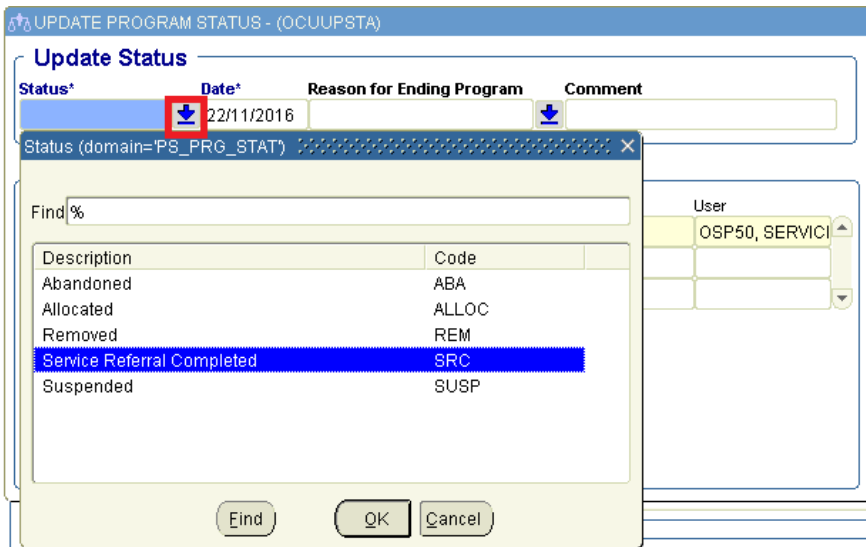 UPDATE PROGRAM STATUS - (OCUUPSTA)
Update Status
Status* Date* Reason for Ending Program Comment
22/11/2016
Status (domain='PS_PRG_STAT')
Find %
User
OSP50, SERVICI
Description Code
Abandoned ABA
Allocated ALLOC
Removed REM
Service Referral Completed SRC
Suspended SUSP
Find OK Cancel